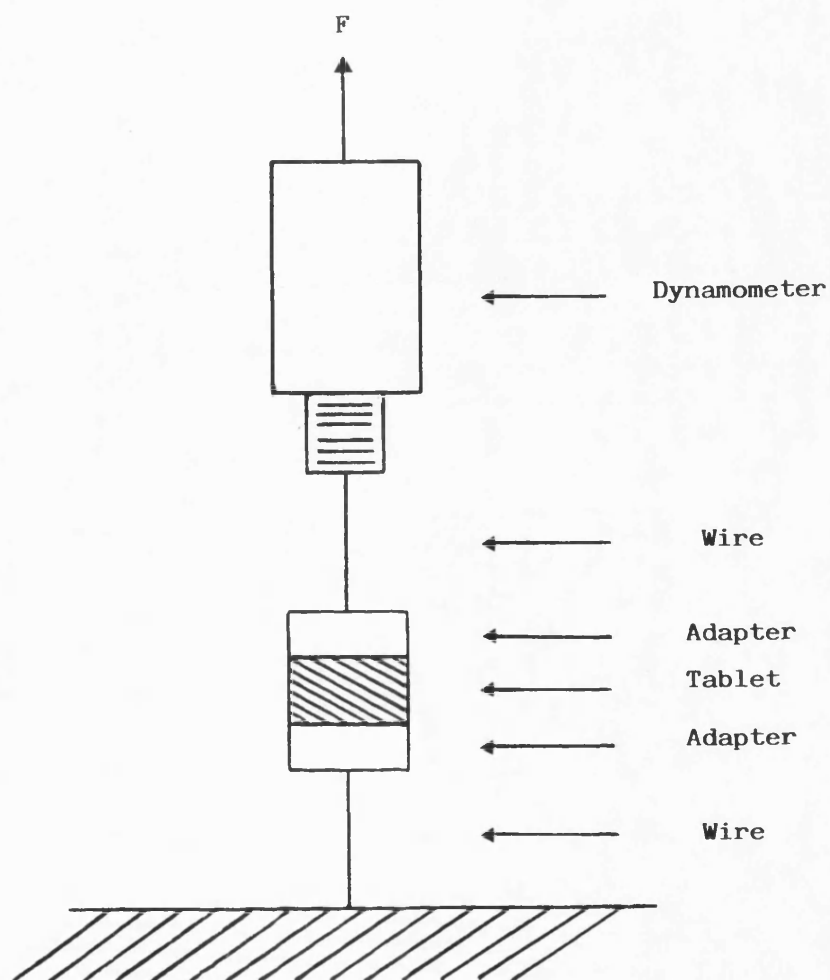 F
Dynamometer
Wire
Adapter
Tablet
Adapter
Wire